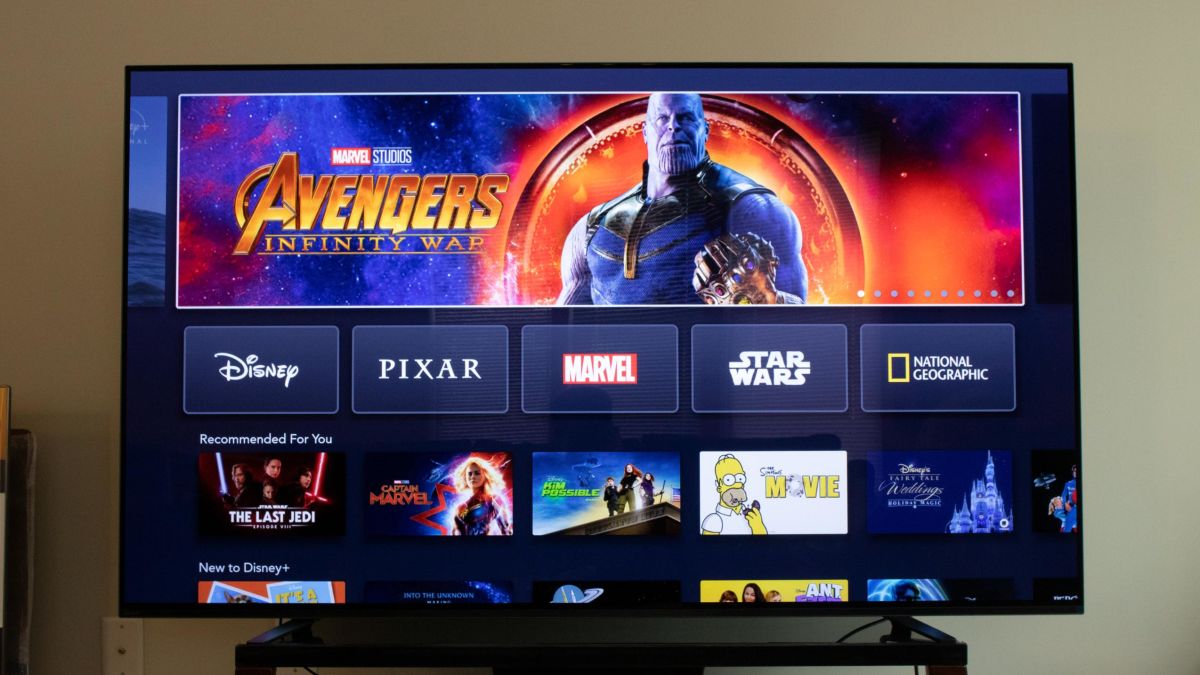 MARVEL STUDIOS
AVENGERS
INFINITY WAR
DISNEY
PIXAR
MARVEL
STAR
WARS
NATIONAL
GEOGRAPHIC
Recommended For You
STAR WARS
THE LAST JEDI
EPISODE VIII
CAPTAIN
MARVEL
KIM
POSSIBLE
THE
SIMPSONS
MOVIE
DISNEY'S
FAIRY TALE
Weddings
HOLIDAY MAGIC
New to Disney+
IT'S A
INTO THE UNKNOWN
MAKING
ANT